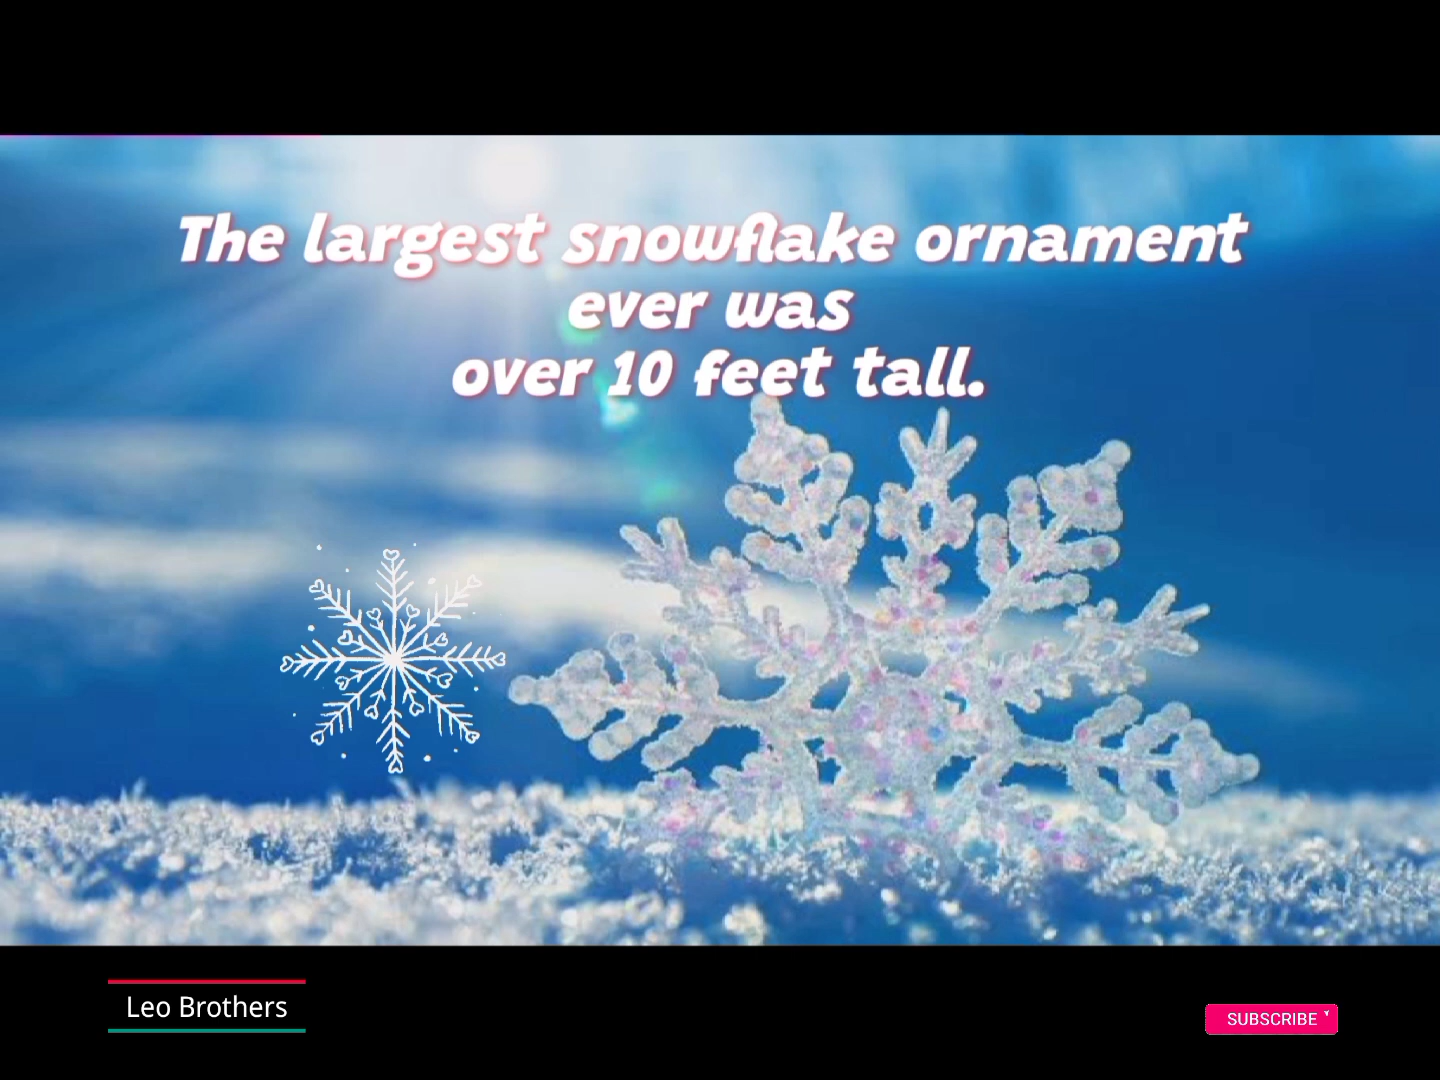 The largest snowflake ornament
ever was
over 10 feet tall.
Leo Brothers
SUBSCRIBE